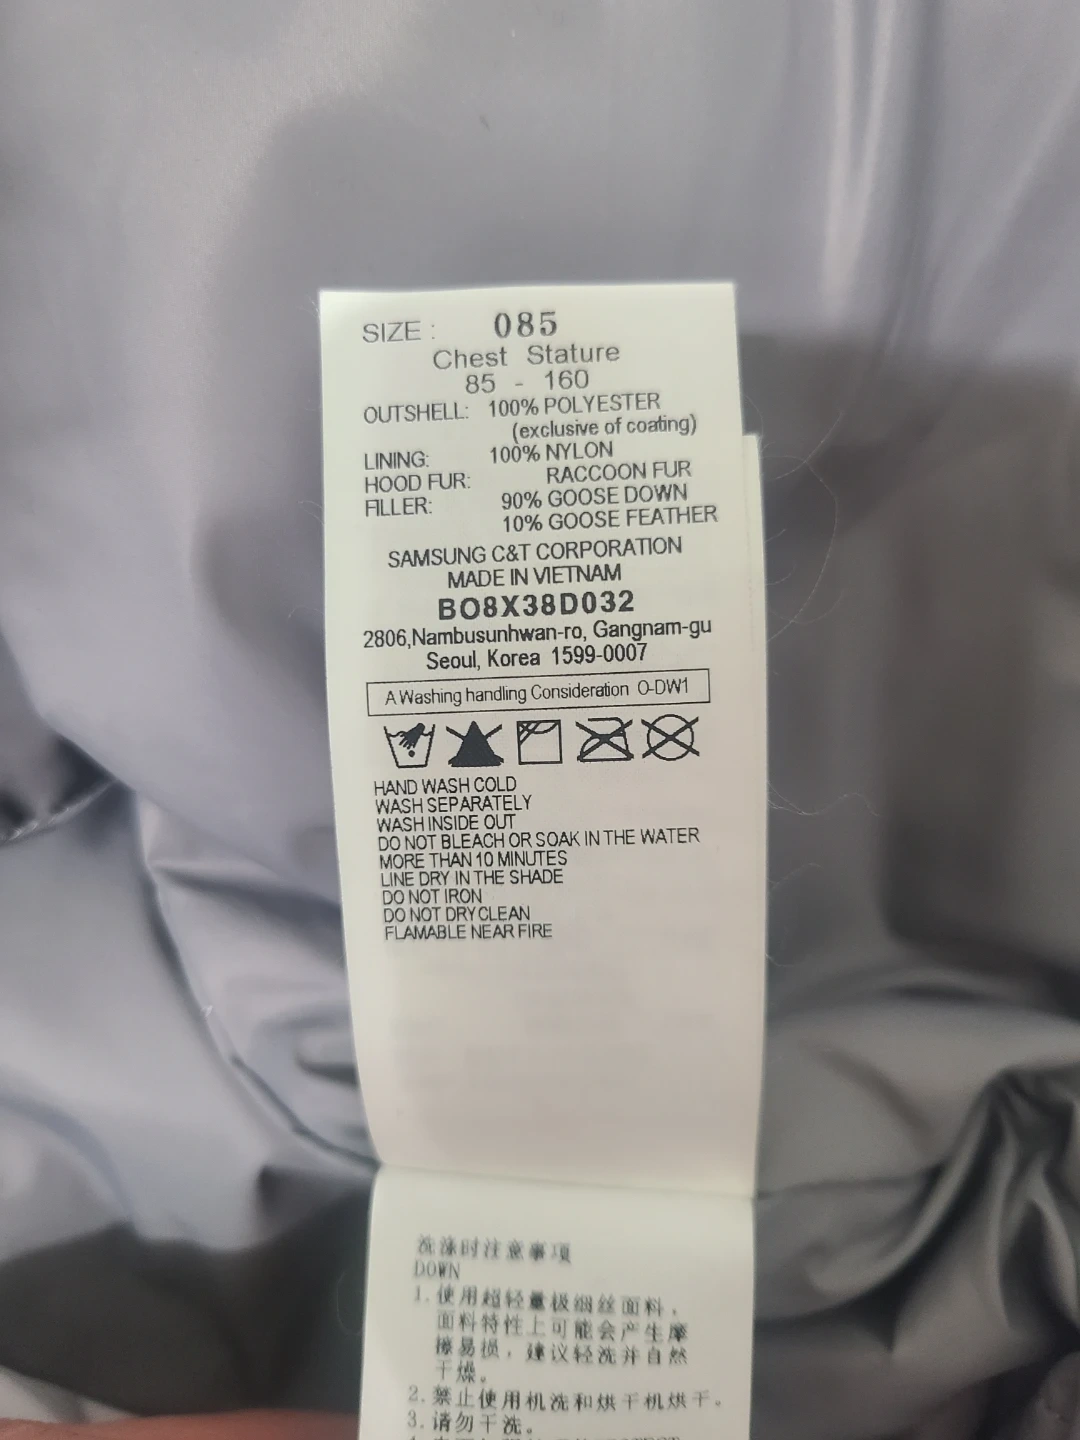 SIZE : 085
Chest Stature
85 - 160
OUTSHELL: 100% POLYESTER
(exclusive of coating)
LINING: 100% NYLON
HOOD FUR: RACCOON FUR
FILLER: 90% GOOSE DOWN
10% GOOSE FEATHER
SAMSUNG C&T CORPORATION
MADE IN VIETNAM
BO8X38D032
2806,Nambusunhwan-ro, Gangnam-gu
Seoul, Korea 1599-0007
A Washing handling Consideration O-DW1
HAND WASH COLD
WASH SEPARATELY
WASH INSIDE OUT
DO NOT BLEACH OR SOAK IN THE WATER
MORE THAN 10 MINUTES
LINE DRY IN THE SHADE
DO NOT IRON
DO NOT DRY CLEAN
FLAMABLE NEAR FIRE
洗涤时注意事项
DOWN
1. 使用超轻量极细丝面料，
面料特性上可能会产生摩
擦易损，建议轻洗并自然
干燥。
2. 禁止使用机洗和烘干机烘干。
3. 请勿干洗。